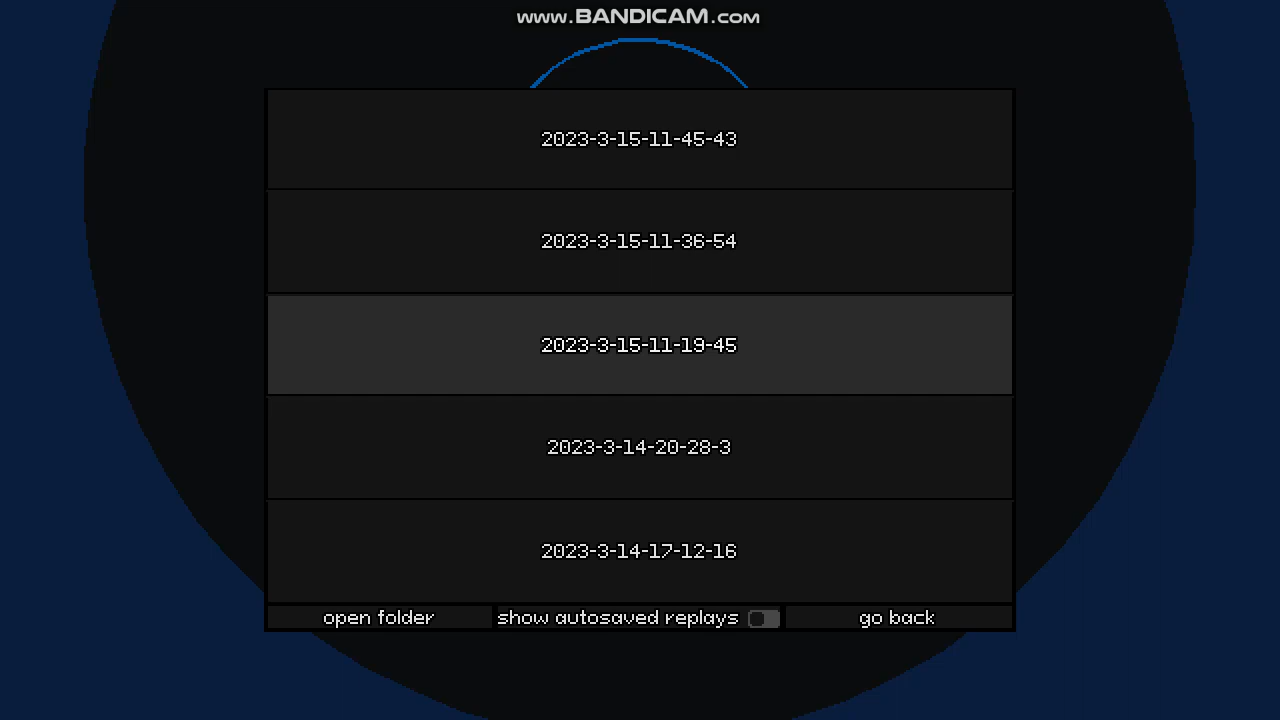 www.BANDICAM.com
2023-3-15-11-45-43
2023-3-15-11-36-54
2023-3-15-11-19-45
2023-3-14-20-28-3
2023-3-14-17-12-16
open folder show autosaved replays go back